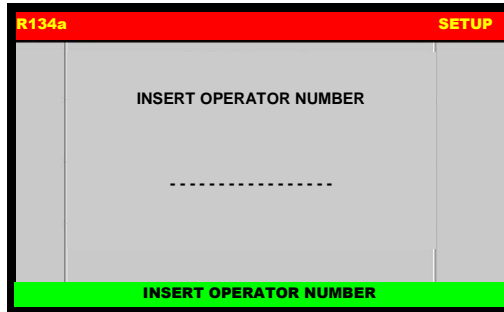 R134a SETUP
INSERT OPERATOR NUMBER
- - - - - - - - - - - - - - - - -
INSERT OPERATOR NUMBER